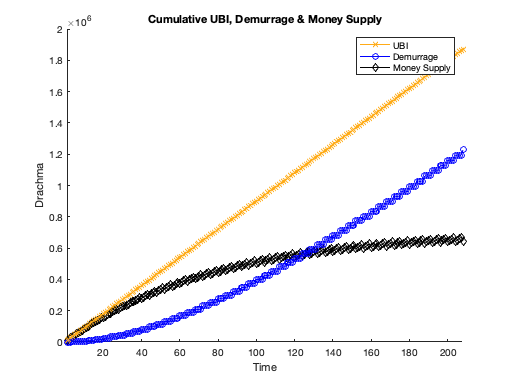 Cumulative UBI, Demurrage & Money Supply
×10⁶
UBI
Demurrage
Money Supply
2
1.8
1.6
1.4
1.2
1
0.8
0.6
0.4
0.2
0
Drachma
20 40 60 80 100 120 140 160 180 200
Time